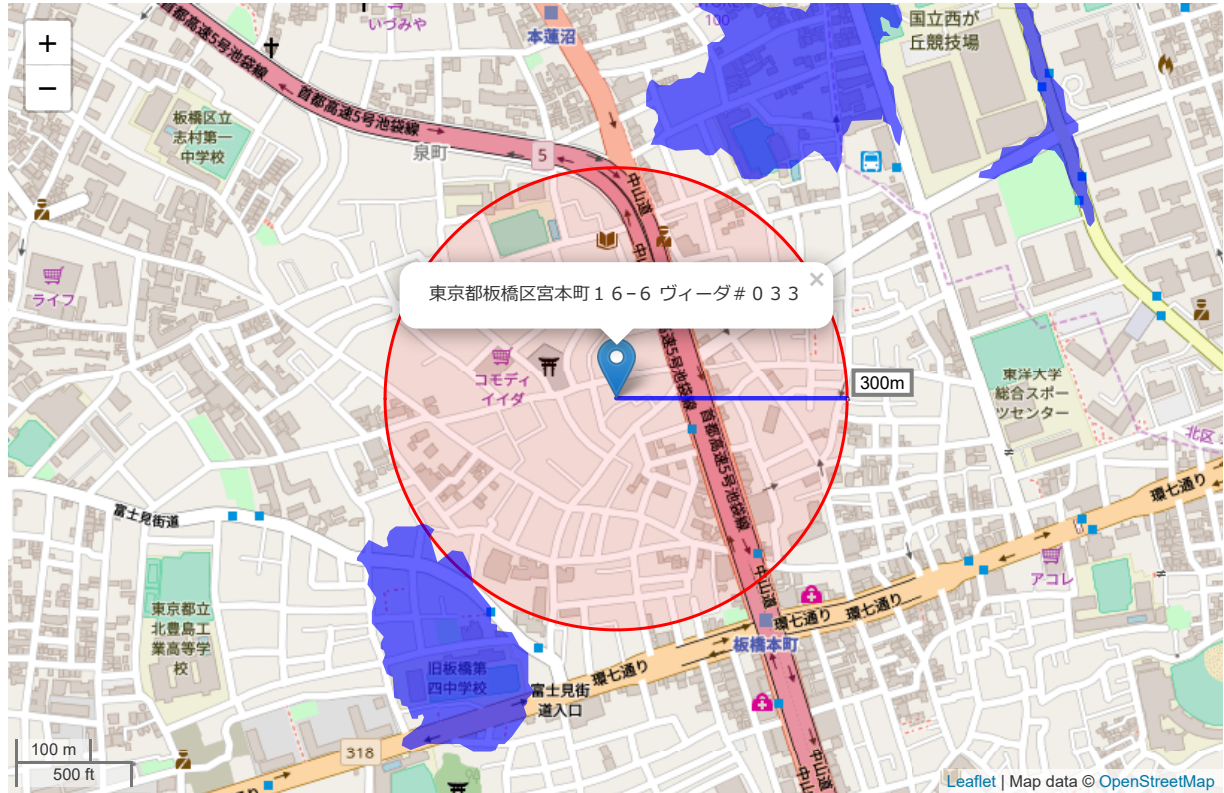 +
−
首都高速5号池袋線
いづみや
本蓮沼
100
国立西が
丘競技場
首都高速5号池袋線
板橋区立
志村第一
中学校
泉町
5
中山道
東京都板橋区宮本町１６−６ ヴィーダ＃０３３
×
ライフ
コモディ
イイダ
300m
首都高速5号池袋線
東洋大学
総合スポー
ツセンター
北区
富士見街道
環七通り
アコレ
東京都立
北豊島工
業高等学
校
中山道
環七通り
環七通り
板橋本町
旧板橋第
四中学校
環七通り
富士見街
道入口
318
100 m
500 ft
中山道
Leaflet | Map data © OpenStreetMap